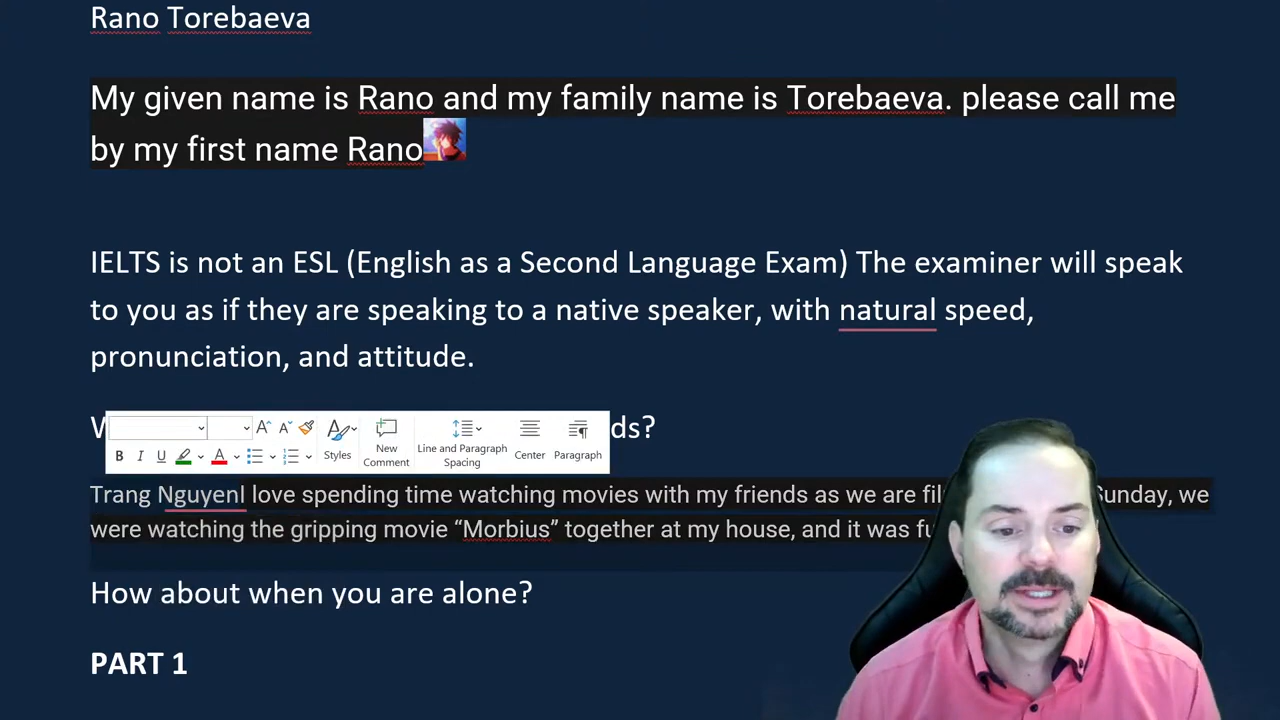 Rano Torebaeva
My given name is Rano and my family name is Torebaeva. please call me
by my first name Rano
IELTS is not an ESL (English as a Second Language Exam) The examiner will speak
to you as if they are speaking to a native speaker, with natural speed,
pronunciation, and attitude.
ds?
B I U A
Styles
New
Comment
Line and Paragraph
Spacing
Center
Paragraph
Trang Nguyenl love spending time watching movies with my friends as we are Sunday, we
were watching the gripping movie “Morbius” together at my house, and it was
How about when you are alone?
PART 1